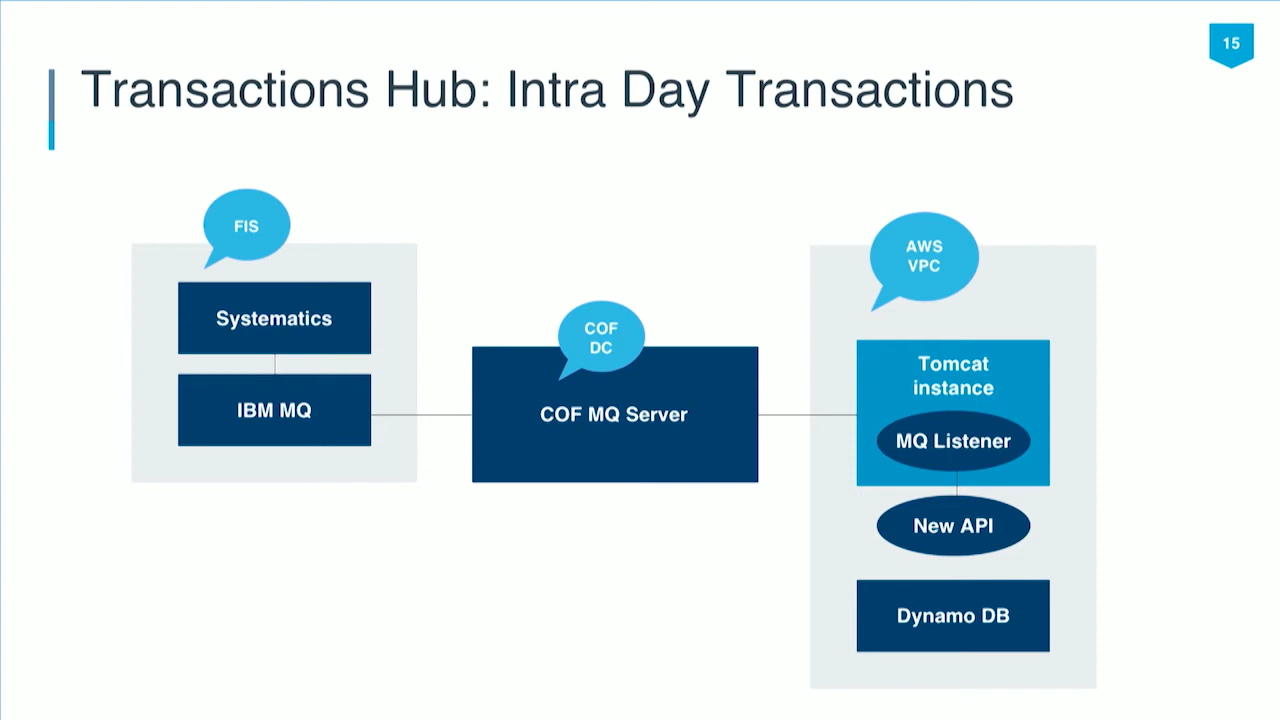 15
Transactions Hub: Intra Day Transactions
FIS
Systematics
IBM MQ
COF
DC
COF MQ Server
AWS
VPC
Tomcat
instance
MQ Listener
New API
Dynamo DB